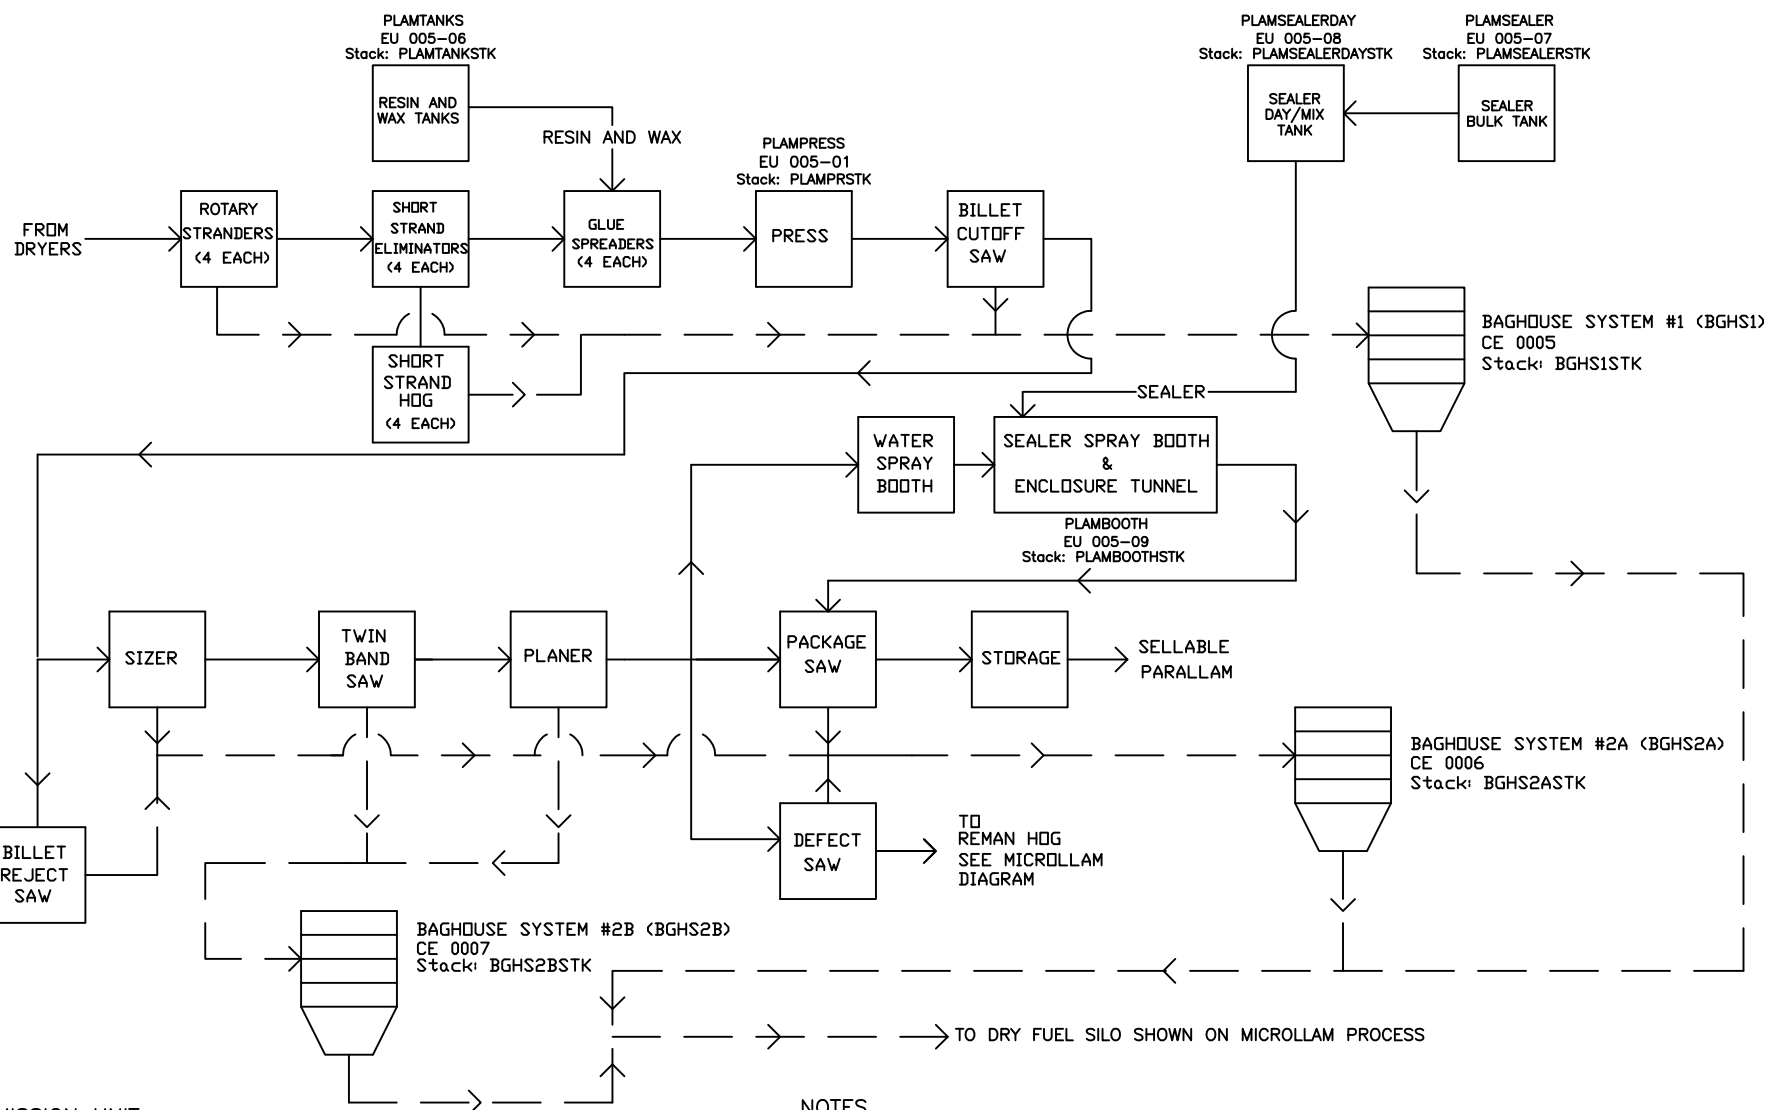 PLAMTANKS
EU 005-06
Stack: PLAMTANKSTK
RESIN AND
WAX TANKS
RESIN AND WAX
PLAMPRESS
EU 005-01
Stack: PLAMPRSTK
PLAMSEALERDAY
EU 005-08
Stack: PLAMSEALERDAYSTK
SEALER
DAY/MIX
TANK
PLAMSEALER
EU 005-07
Stack: PLAMSEALERSTK
SEALER
BULK TANK
FROM
DRYERS
ROTARY
STRANDERS
(4 EACH)
SHORT
STRAND
ELIMINATORS
(4 EACH)
GLUE
SPREADERS
(4 EACH)
PRESS
BILLET
CUTOFF
SAW
BAGHOUSE SYSTEM #1 (BGHS1)
CE 0005
Stack: BGHS1STK
SHORT
STRAND
HOG
(4 EACH)
SEALER
WATER
SPRAY
BOOTH
SEALER SPRAY BOOTH
&
ENCLOSURE TUNNEL
PLAMBOOTH
EU 005-09
Stack: PLAMBOOTHSTK
SIZER
TWIN
BAND
SAW
PLANER
PACKAGE
SAW
STORAGE
SELLABLE
PARALLAM
BAGHOUSE SYSTEM #2A (BGHS2A)
CE 0006
Stack: BGHS2ASTK
BILLET
REJECT
SAW
DEFECT
SAW
TO
REMAN HOG
SEE MICROLLAM
DIAGRAM
BAGHOUSE SYSTEM #2B (BGHS2B)
CE 0007
Stack: BGHS2BSTK
TO DRY FUEL SILO SHOWN ON MICROLLAM PROCESS
UNIT
NOTES